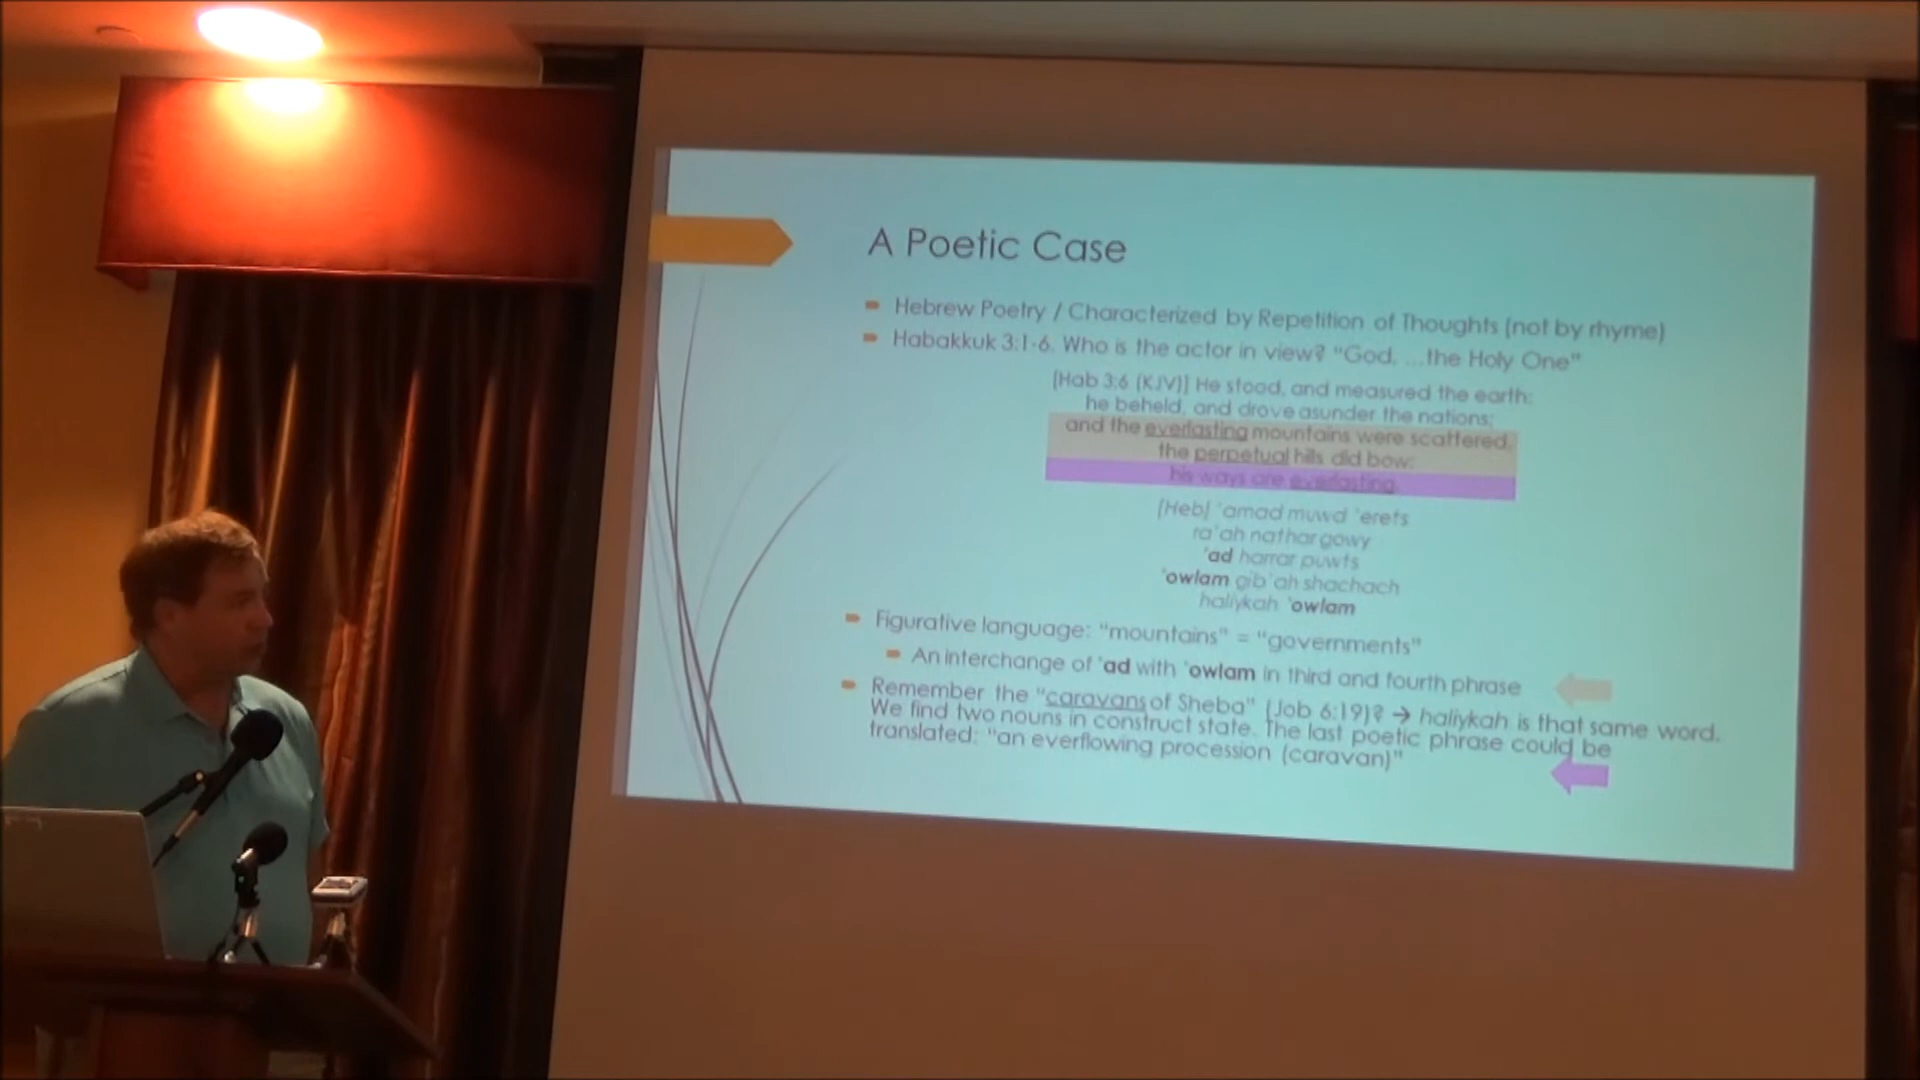 A Poetic Case
Hebrew Poetry / Characterized by Repetition of Thoughts (not by rhyme)
Habakkuk 3:1-6. Who is the actor in view? "God. ...the Holy One"
[Hab 3:6 (KJV)] He stood, and measured the earth:
he beheld, and drove asunder the nations;
and the everlasting mountains were scattered,
the perpetual hills did bow:
his ways are everlasting.
[Heb] 'amad muwd 'erets
ra'ah nathar gowy
'ad harrar puwts
'owlam gib'ah shachach
haliykah 'owlam
Figurative language: "mountains" = "governments"
An interchange of 'ad with 'owlam in third and fourth phrase
Remember the "caravans of Sheba" (Job 6:19)? → haliykah is that same word.
We find two nouns in construct state. The last poetic phrase could be
translated: "an everflowing procession (caravan)"